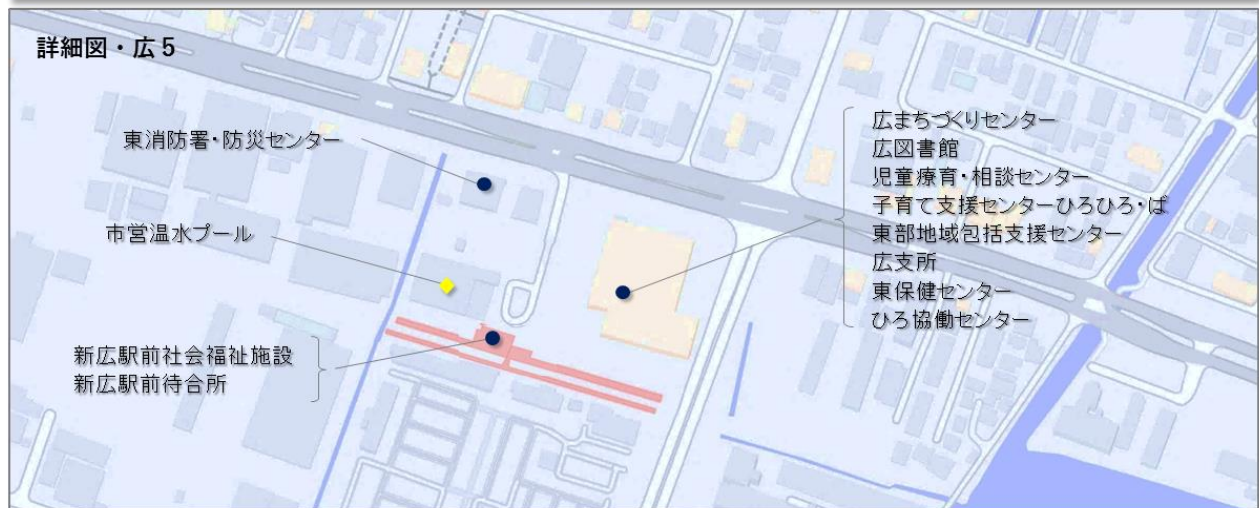 詳細図・広5
東消防署・防災センター
市営温水プール
新広駅前社会福祉施設
新広駅前待合所
広まちづくりセンター
広図書館
児童療育・相談センター
子育て支援センターひろひろ・ば
東部地域包括支援センター
広支所
東保健センター
ひろ協働センター